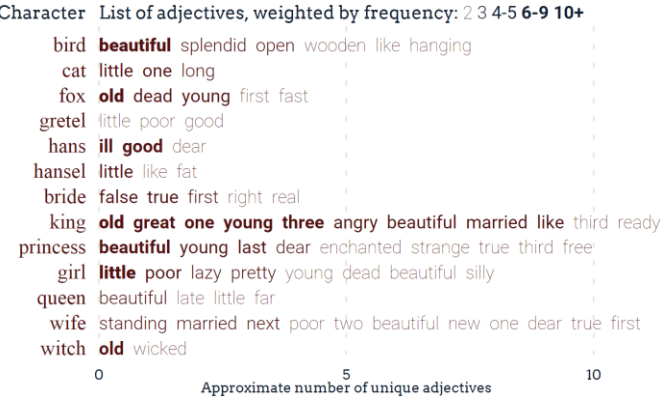 Character List of adjectives, weighted by frequency: 2 3 4-5 6-9 10+
bird beautiful splendid open wooden like hanging
cat little one long
fox old dead young first fast
gretel little poor good
hans ill good dear
hansel little like fat
bride false true first right real
king old great one young three angry beautiful married like third ready
princess beautiful young last dear enchanted strange true third free
girl little poor lazy pretty young dead beautiful silly
queen beautiful late little far
wife standing married next poor two beautiful new one dear true first
witch old wicked
0 5 10
Approximate number of unique adjectives